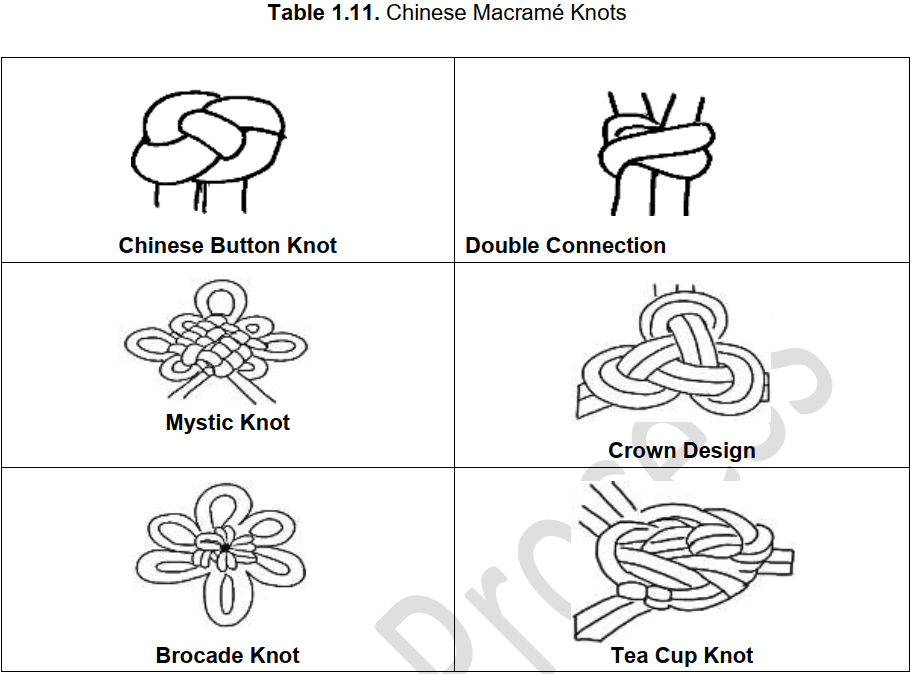 Table 1.11. Chinese Macramé Knots
Chinese Button Knot
Double Connection
Mystic Knot
Crown Design
Brocade Knot
Tea Cup Knot